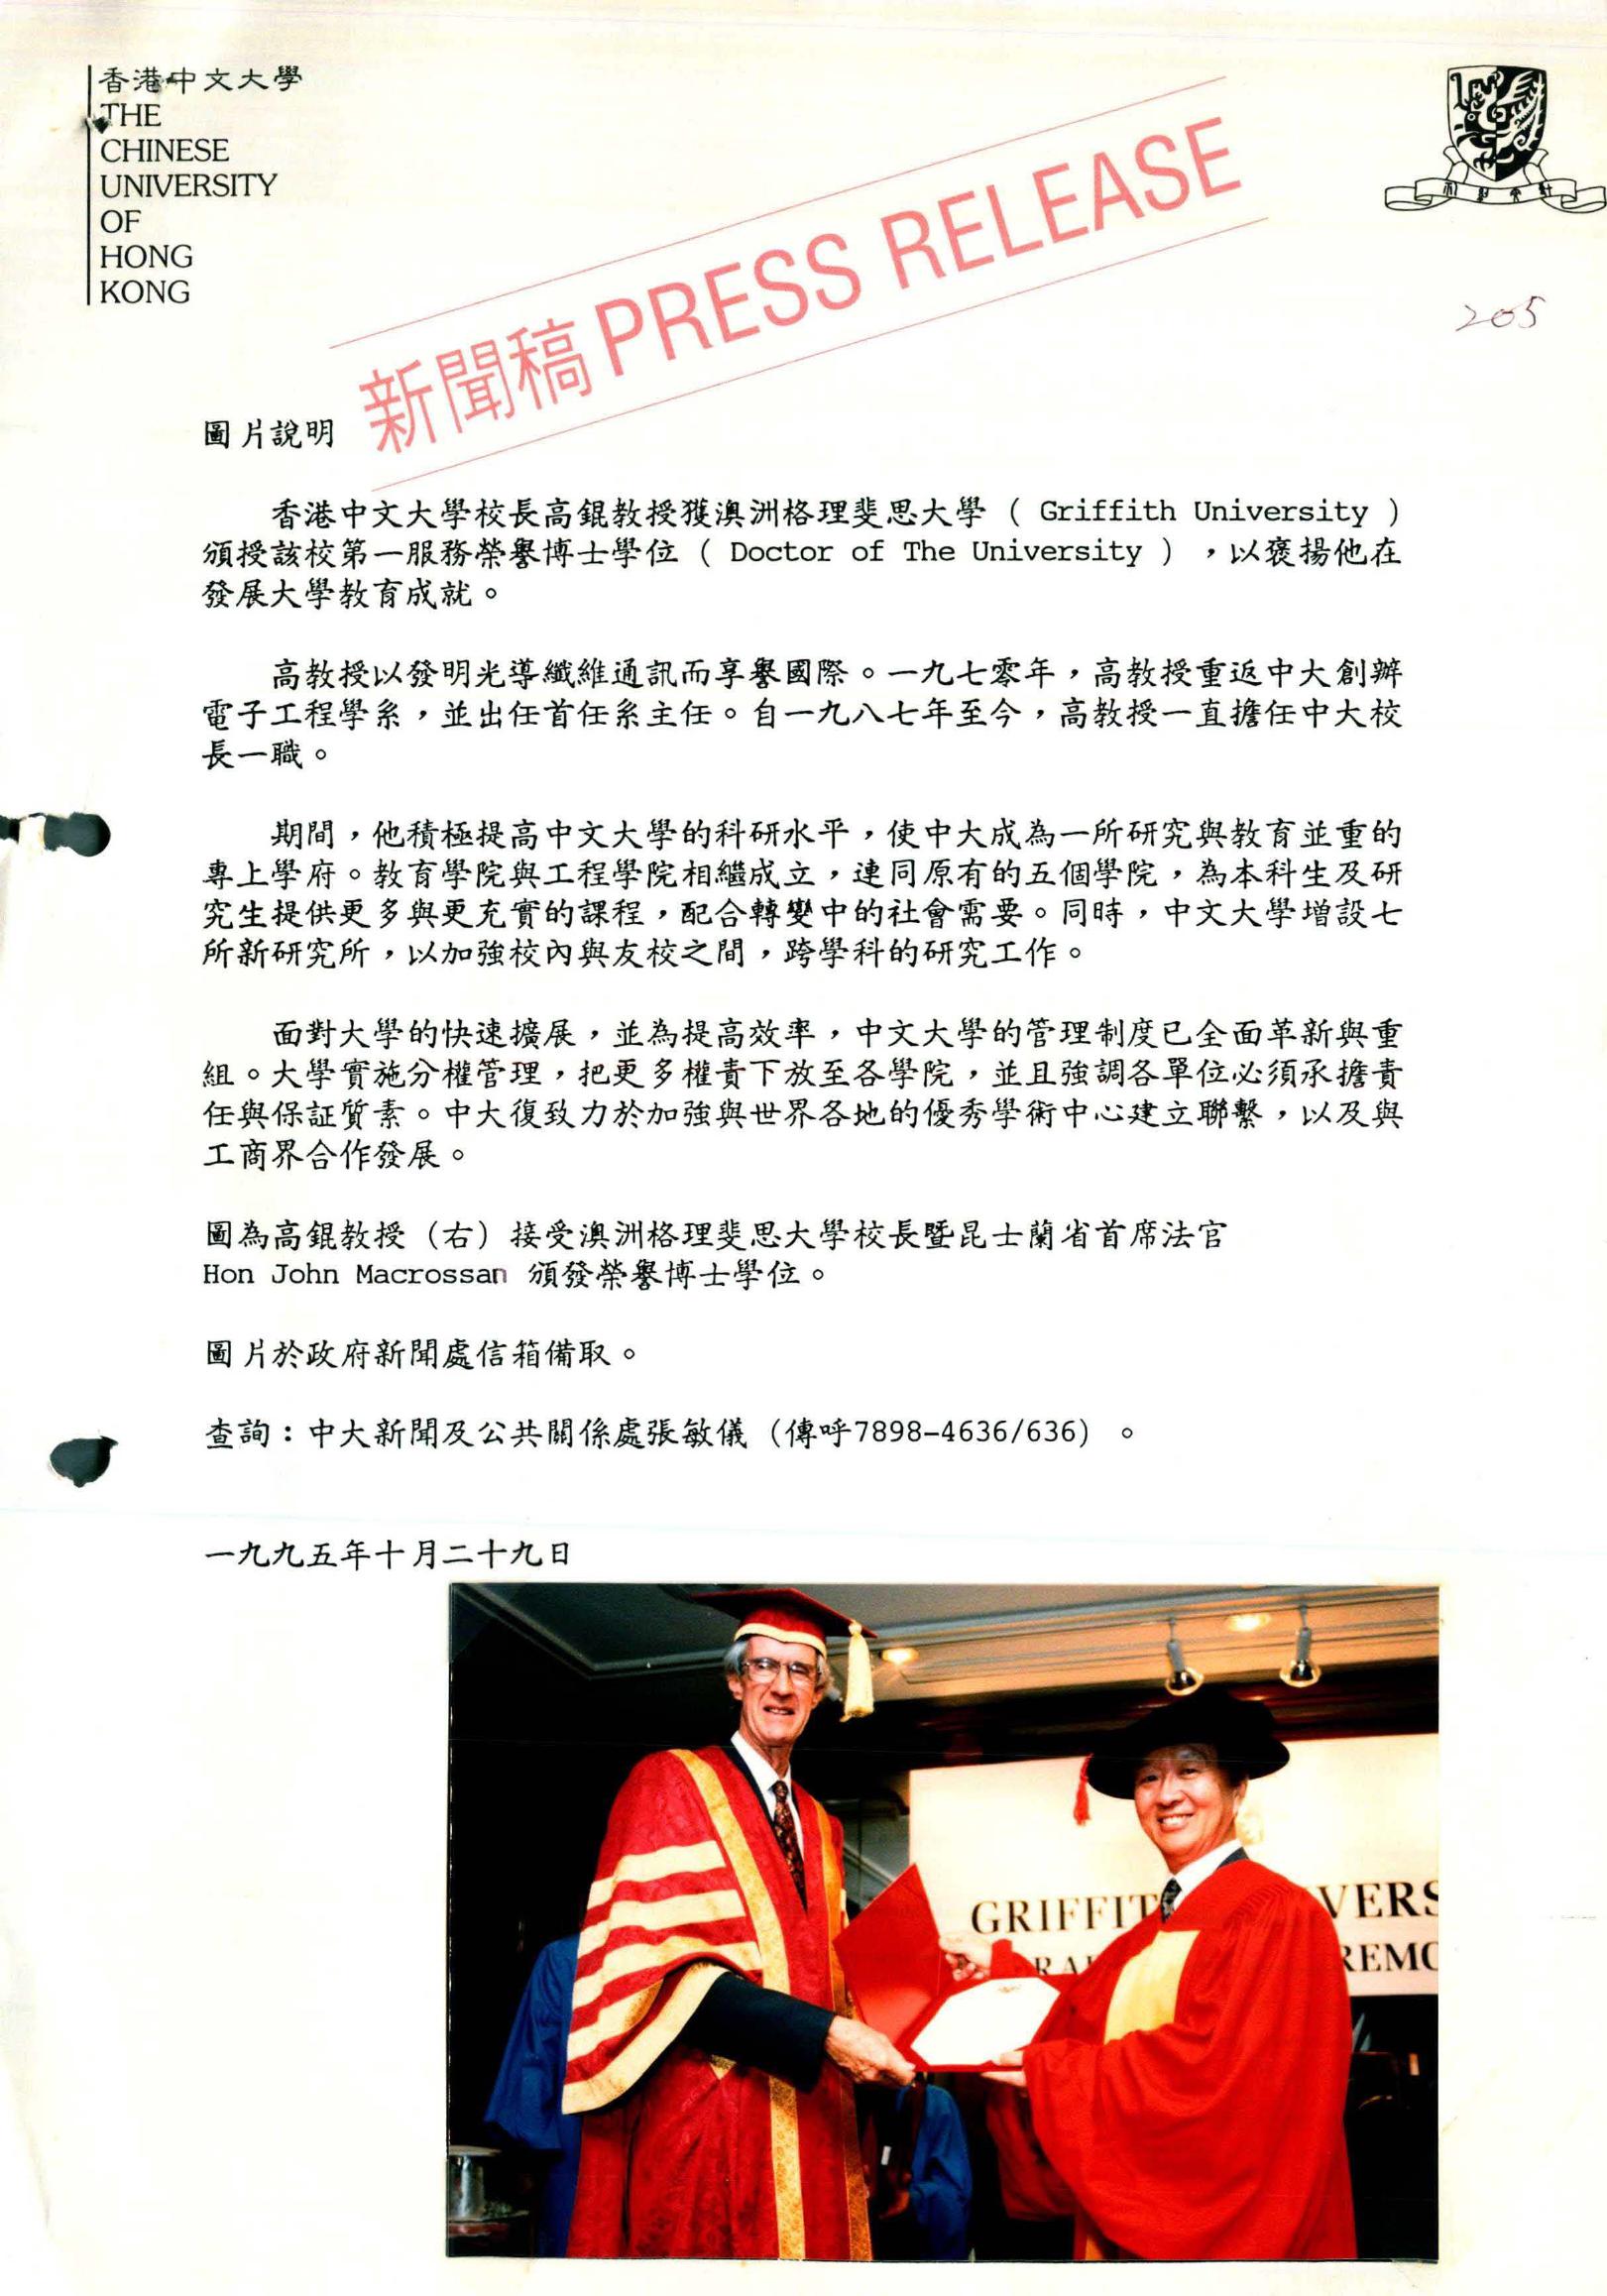 香港中文大學
THE
CHINESE
UNIVERSITY
OF
HONG
KONG
新聞稿 PRESS RELEASE
205
圖片說明
香港中文大學校長高錕教授獲澳洲格理斐思大學 ( Griffith University )
頒授該校第一服務榮譽博士學位 ( Doctor of The University ) ，以褒揚他在
發展大學教育成就。
高教授以發明光導纖維通訊而享譽國際。一九七零年，高教授重返中大創辦
電子工程學系，並出任首任系主任。自一九八七年至今，高教授一直擔任中大校
長一職。
期間，他積極提高中文大學的科研水平，使中大成為一所研究與教育並重的
專上學府。教育學院與工程學院相繼成立，連同原有的五個學院，為本科生及研
究生提供更多與更充實的課程，配合轉變中的社會需要。同時，中文大學增設七
所新研究所，以加強校內與友校之間，跨學科的研究工作。
面對大學的快速擴展，並為提高效率，中文大學的管理制度已全面革新與重
組。大學實施分權管理，把更多權責下放至各學院，並且強調各單位必須承擔責
任與保証質素。中大復致力於加強與世界各地的優秀學術中心建立聯繫，以及與
工商界合作發展。
圖為高錕教授（右）接受澳洲格理斐思大學校長暨昆士蘭省首席法官
Hon John Macrossan 頒發榮譽博士學位。
圖片於政府新聞處信箱備取。
查詢：中大新聞及公共關係處張敏儀（傳呼7898-4636/636）。
一九九五年十月二十九日
GRIFFIT VERS
RA REMO